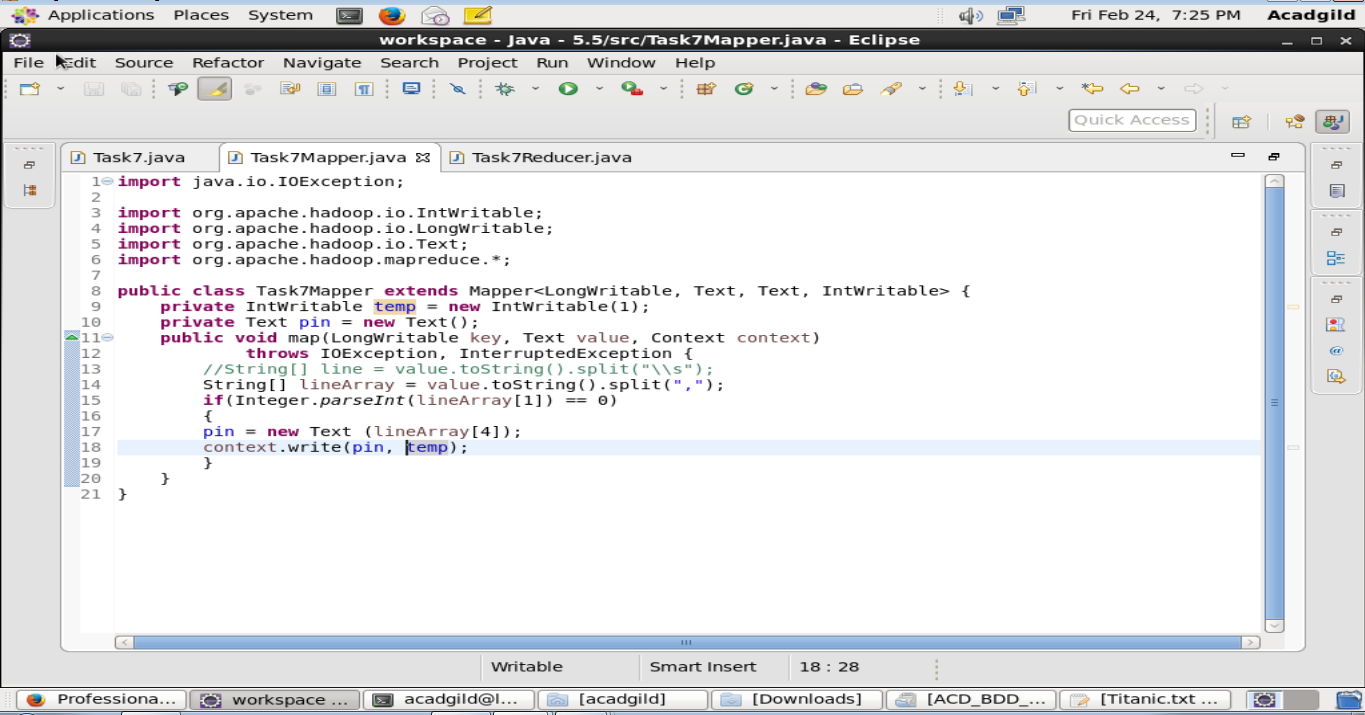 Applications Places System Fri Feb 24, 7:25 PM Acadgild
workspace - Java - 5.5/src/Task7Mapper.java - Eclipse
File Edit Source Refactor Navigate Search Project Run Window Help
Quick Access
Task7.java Task7Mapper.java Task7Reducer.java
1 import java.io.IOException;
2
3 import org.apache.hadoop.io.IntWritable;
4 import org.apache.hadoop.io.LongWritable;
5 import org.apache.hadoop.io.Text;
6 import org.apache.hadoop.mapreduce.*;
7
8 public class Task7Mapper extends Mapper<LongWritable, Text, Text, IntWritable> {
9     private IntWritable temp = new IntWritable(1);
10     private Text pin = new Text();
11     public void map(LongWritable key, Text value, Context context)
12             throws IOException, InterruptedException {
13         //String[] line = value.toString().split("\\s");
14         String[] lineArray = value.toString().split(",");
15         if(Integer.parseInt(lineArray[1]) == 0)
16         {
17         pin = new Text (lineArray[4]);
18         context.write(pin, temp);
19         }
20     }
21 }
Writable Smart Insert 18 : 28
Professiona... workspace ... acadgild@l... [acadgild] [Downloads] [ACD_BDD_... [Titanic.txt ...